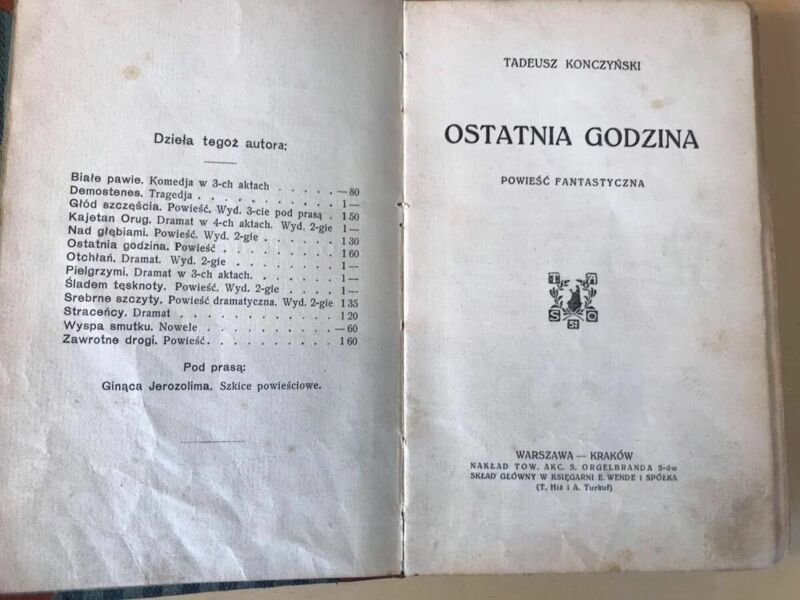 Dzieła tegoż autora:
Białe pawie. Komedja w 3-ch aktach . . . . . —80
Demostenes. Tragedja . . . . . . . . . . 1—
Głód szczęścia. Powieść. Wyd. 3-cie pod prasą . 1 50
Kajetan Orug. Dramat w 4-ch aktach. Wyd. 2-gie 1—
Nad głębiami. Powieść. Wyd. 2-gie . . . . . . 1 30
Ostatnia godzina. Powieść . . . . . . . . . 1 60
Otchłań. Dramat. Wyd. 2-gie . . . . . . . . 1—
Pielgrzymi. Dramat w 3-ch aktach. . . . . . . 1—
Śladem tęsknoty. Powieść. Wyd. 2-gie . . . . . 1—
Srebrne szczyty. Powieść dramatyczna. Wyd. 2-gie 1 35
Straceńcy. Dramat . . . . . . . . . . . 1 20
Wyspa smutku. Nowele . . . . . . . . . . —60
Zawrotne drogi. Powieść. . . . . . . . . . 1 60
Pod prasą:
Ginąca Jerozolima. Szkice powieściowe.
TADEUSZ KONCZYŃSKI
OSTATNIA GODZINA
POWIEŚĆ FANTASTYCZNA
T A
S O
WARSZAWA — KRAKÓW
NAKŁAD TOW. AKC. S. ORGELBRANDA S-ów
SKŁAD GŁÓWNY W KSIĘGARNI E. WENDE I SPÓŁKA
(T. Hiż i A. Turkuł)